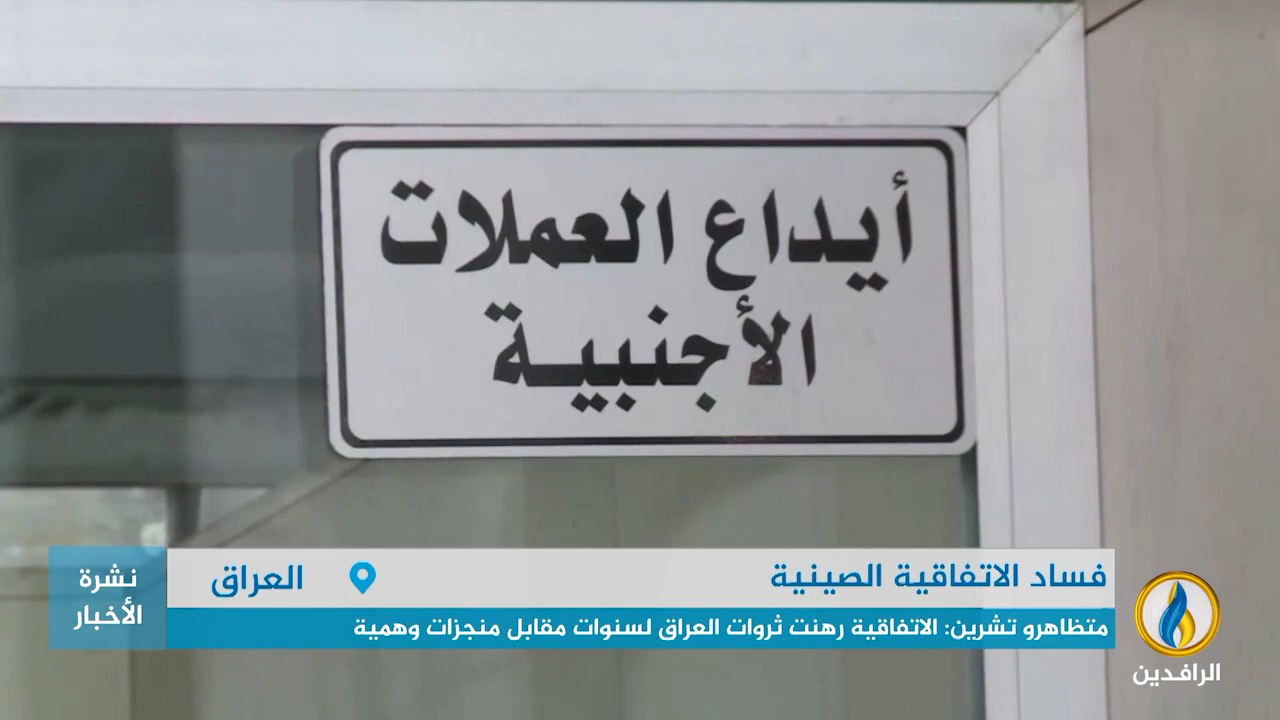 أيداع العملات
الأجنبية
فساد الاتفاقية الصينية
العراق
متظاهرو تشرين: الاتفاقية رهنت ثروات العراق لسنوات مقابل منجزات وهمية
نشرة
الأخبار
الرافدين